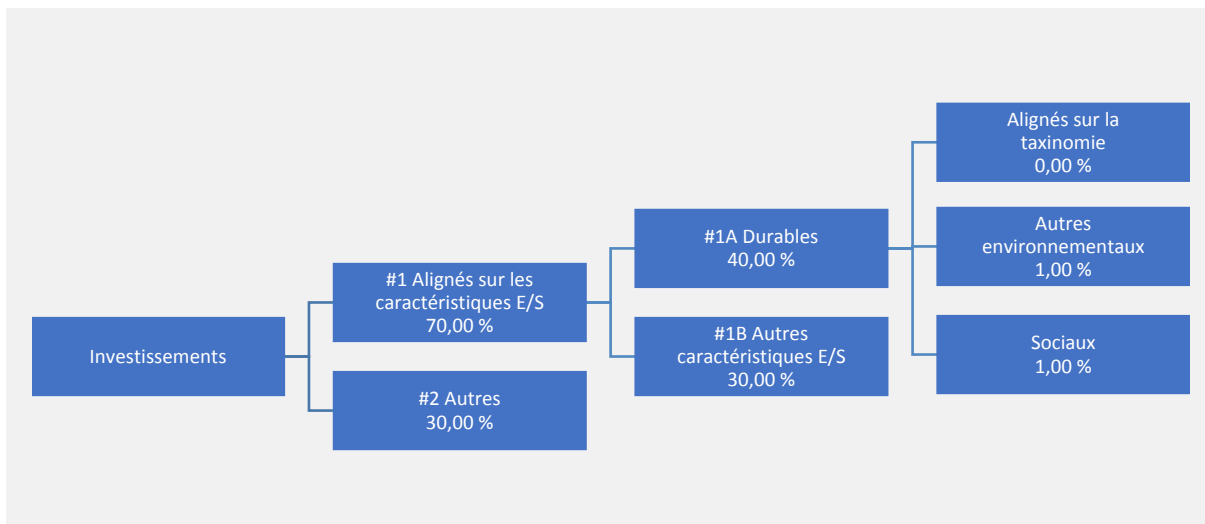 Investissements
#1 Alignés sur les
caractéristiques E/S
70,00 %
#2 Autres
30,00 %
#1A Durables
40,00 %
#1B Autres
caractéristiques E/S
30,00 %
Alignés sur la
taxinomie
0,00 %
Autres
environnementaux
1,00 %
Sociaux
1,00 %